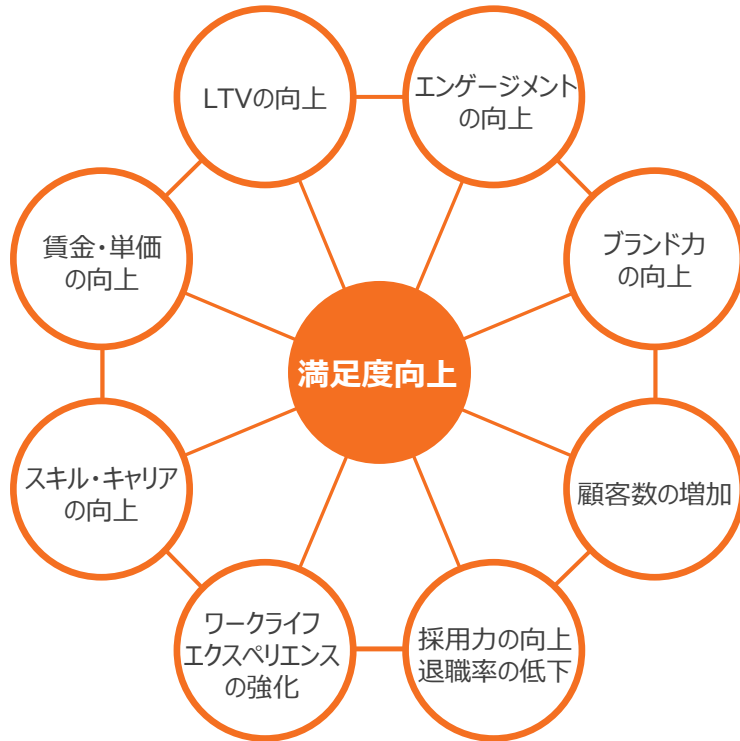 LTVの向上
エンゲージメント
の向上
賃金・単価
の向上
ブランド力
の向上
満足度向上
スキル・キャリア
の向上
顧客数の増加
ワークライフ
エクスペリエンス
の強化
採用力の向上
退職率の低下